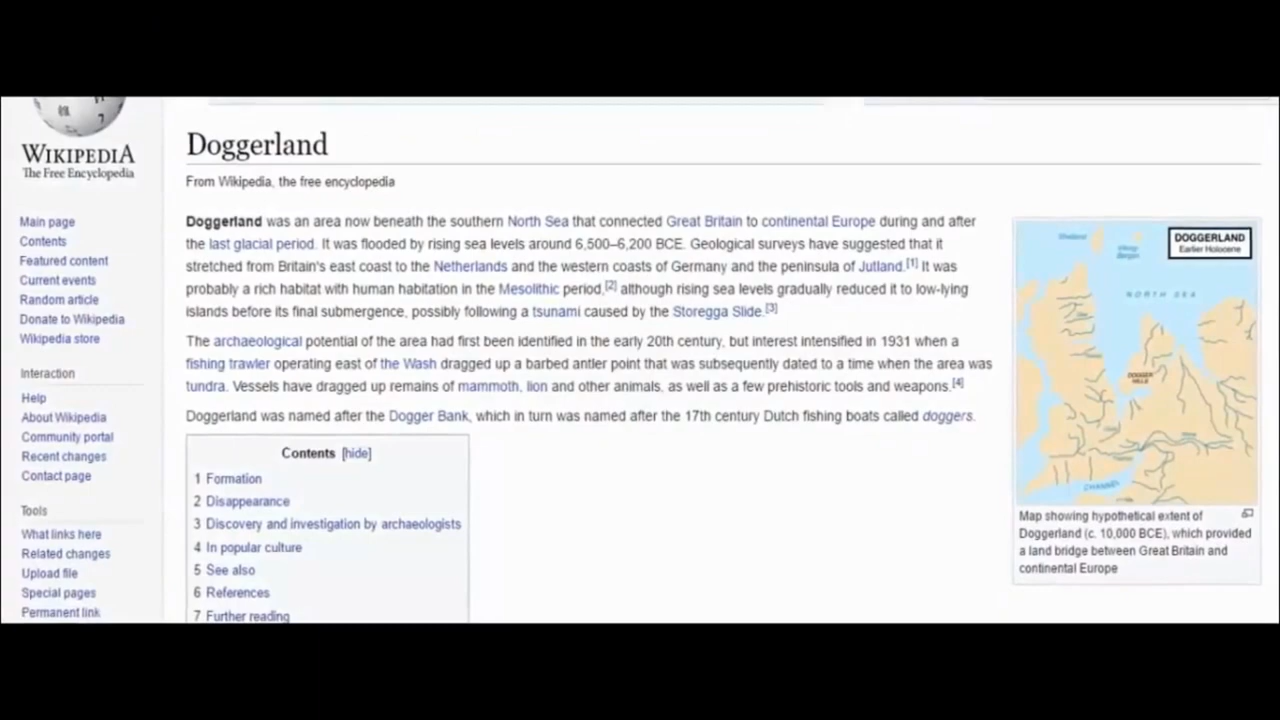 WIKIPEDIA
The Free Encyclopedia
Main page
Contents
Featured content
Current events
Random article
Donate to Wikipedia
Wikipedia store
Interaction
Help
About Wikipedia
Community portal
Recent changes
Contact page
Tools
What links here
Related changes
Upload file
Special pages
Permanent link
Doggerland
From Wikipedia, the free encyclopedia
Doggerland was an area now beneath the southern North Sea that connected Great Britain to continental Europe during and after
the last glacial period. It was flooded by rising sea levels around 6,500–6,200 BCE. Geological surveys have suggested that it
stretched from Britain's east coast to the Netherlands and the western coasts of Germany and the peninsula of Jutland.[1] It was
probably a rich habitat with human habitation in the Mesolithic period,[2] although rising sea levels gradually reduced it to low-lying
islands before its final submergence, possibly following a tsunami caused by the Storegga Slide.[3]
The archaeological potential of the area had first been identified in the early 20th century, but interest intensified in 1931 when a
fishing trawler operating east of the Wash dragged up a barbed antler point that was subsequently dated to a time when the area was
tundra. Vessels have dragged up remains of mammoth, lion and other animals, as well as a few prehistoric tools and weapons.[4]
Doggerland was named after the Dogger Bank, which in turn was named after the 17th century Dutch fishing boats called doggers.
Contents [hide]
1 Formation
2 Disappearance
3 Discovery and investigation by archaeologists
4 In popular culture
5 See also
6 References
7 Further reading
DOGGERLAND
Earlier Holocene
NORTH SEA
DOGGER
HILLS
Map showing hypothetical extent of
Doggerland (c. 10,000 BCE), which provided
a land bridge between Great Britain and
continental Europe